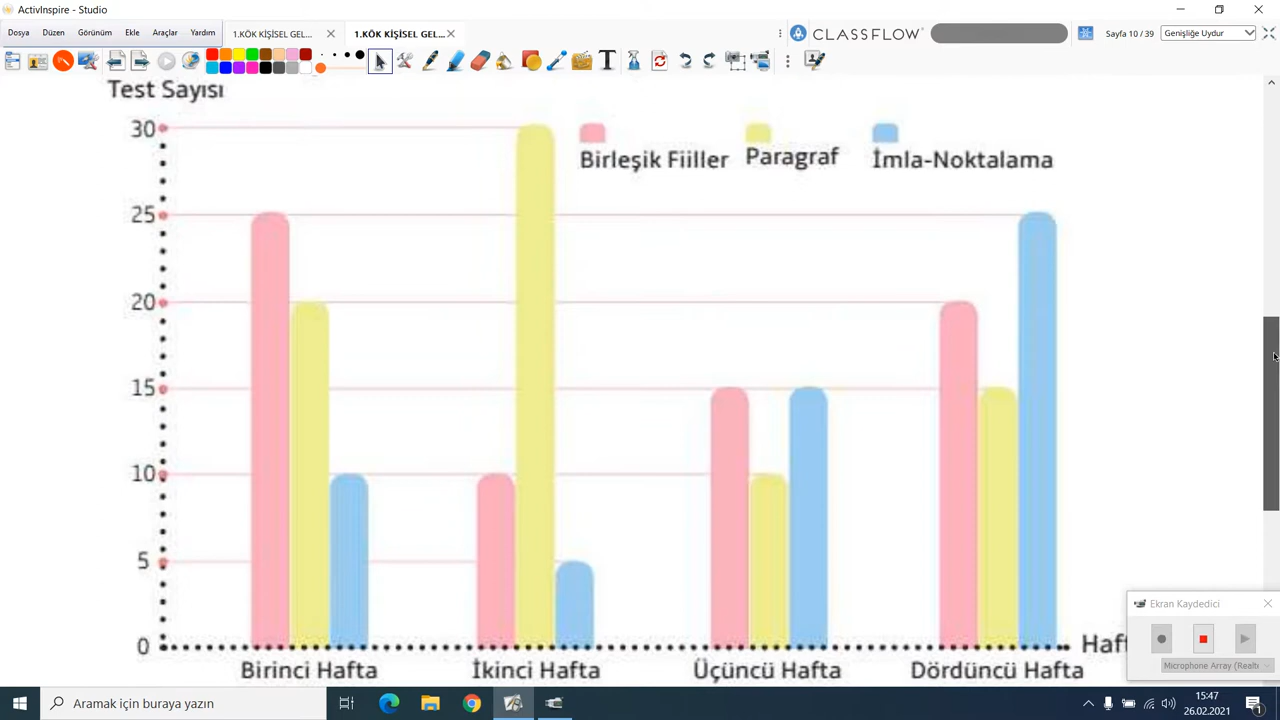 ActivInspire - Studio
Dosya Düzen Görünüm Ekle Araçlar Yardım
1.KÖK KİŞİSEL GEL...
1.KÖK KİŞİSEL GEL...
CLASSFLOW
Sayfa 10 / 39
Genişliğe Uydur
Test Sayısı
30
25
20
15
10
5
0
Birleşik Fiiller
Paragraf
İmla-Noktalama
Birinci Hafta
İkinci Hafta
Üçüncü Hafta
Dördüncü Hafta
Haft
Ekran Kaydedici
Microphone Array (Realt
Aramak için buraya yazın
15:47
26.02.2021
1